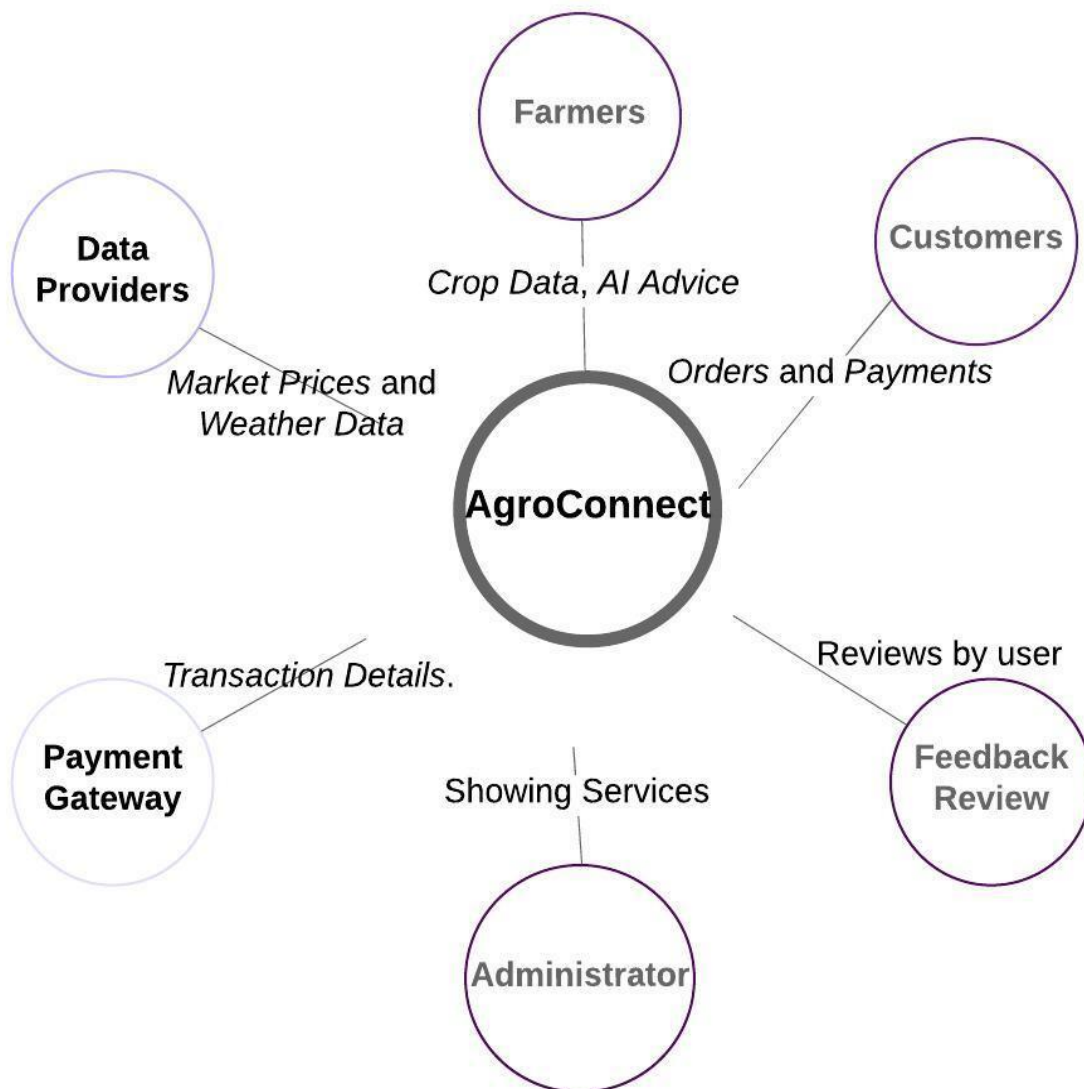 Farmers
Customers
Data
Providers
Crop Data, AI Advice
Orders and Payments
Market Prices and
Weather Data
AgroConnect
Reviews by user
Transaction Details.
Payment
Gateway
Feedback
Review
Showing Services
Administrator